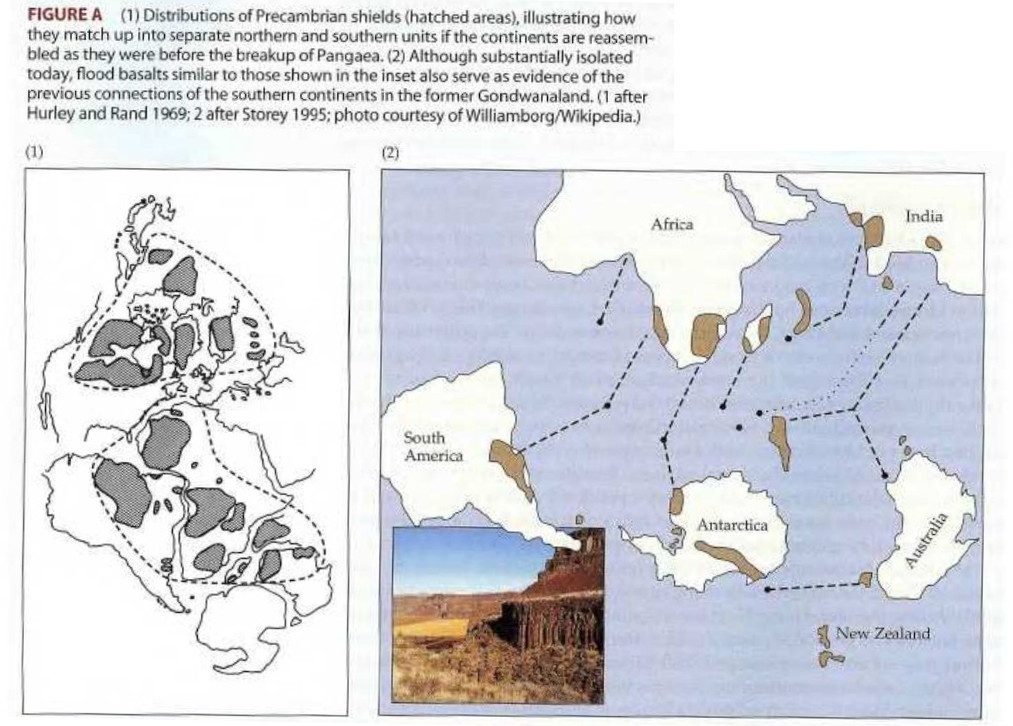 FIGURE A (1) Distributions of Precambrian shields (hatched areas), illustrating how
they match up into separate northern and southern units if the continents are reassem-
bled as they were before the breakup of Pangaea. (2) Although substantially isolated
today, flood basalts similar to those shown in the inset also serve as evidence of the
previous connections of the southern continents in the former Gondwanaland. (1 after
Hurley and Rand 1969; 2 after Storey 1995; photo courtesy of Williamborg/Wikipedia.)
(1)
(2)
Africa
India
South
America
Antarctica
Australia
New Zealand